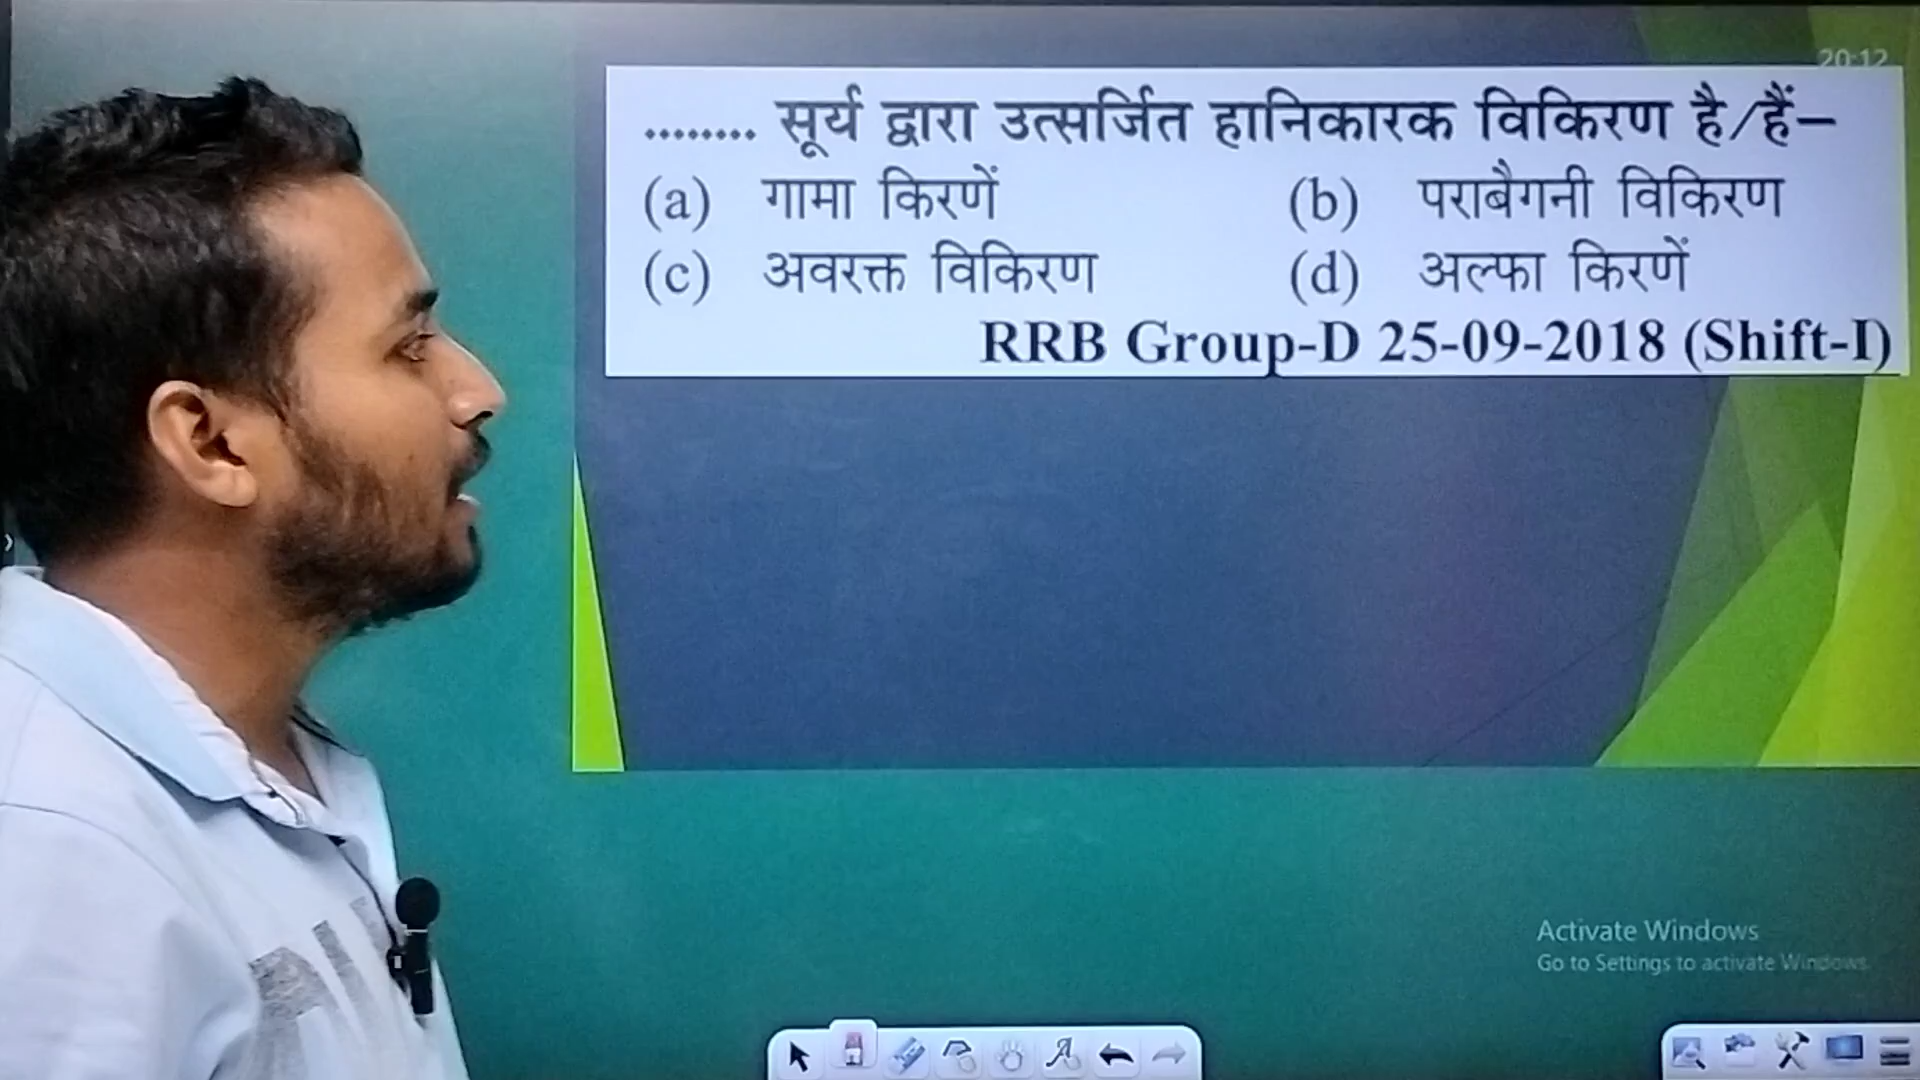 20:12
........ सूर्य द्वारा उत्सर्जित हानिकारक विकिरण है/हैं–
(a) गामा किरणें (b) पराबैगनी विकिरण
(c) अवरक्त विकिरण (d) अल्फा किरणें
RRB Group-D 25-09-2018 (Shift-I)
Activate Windows
Go to Settings to activate Windows.